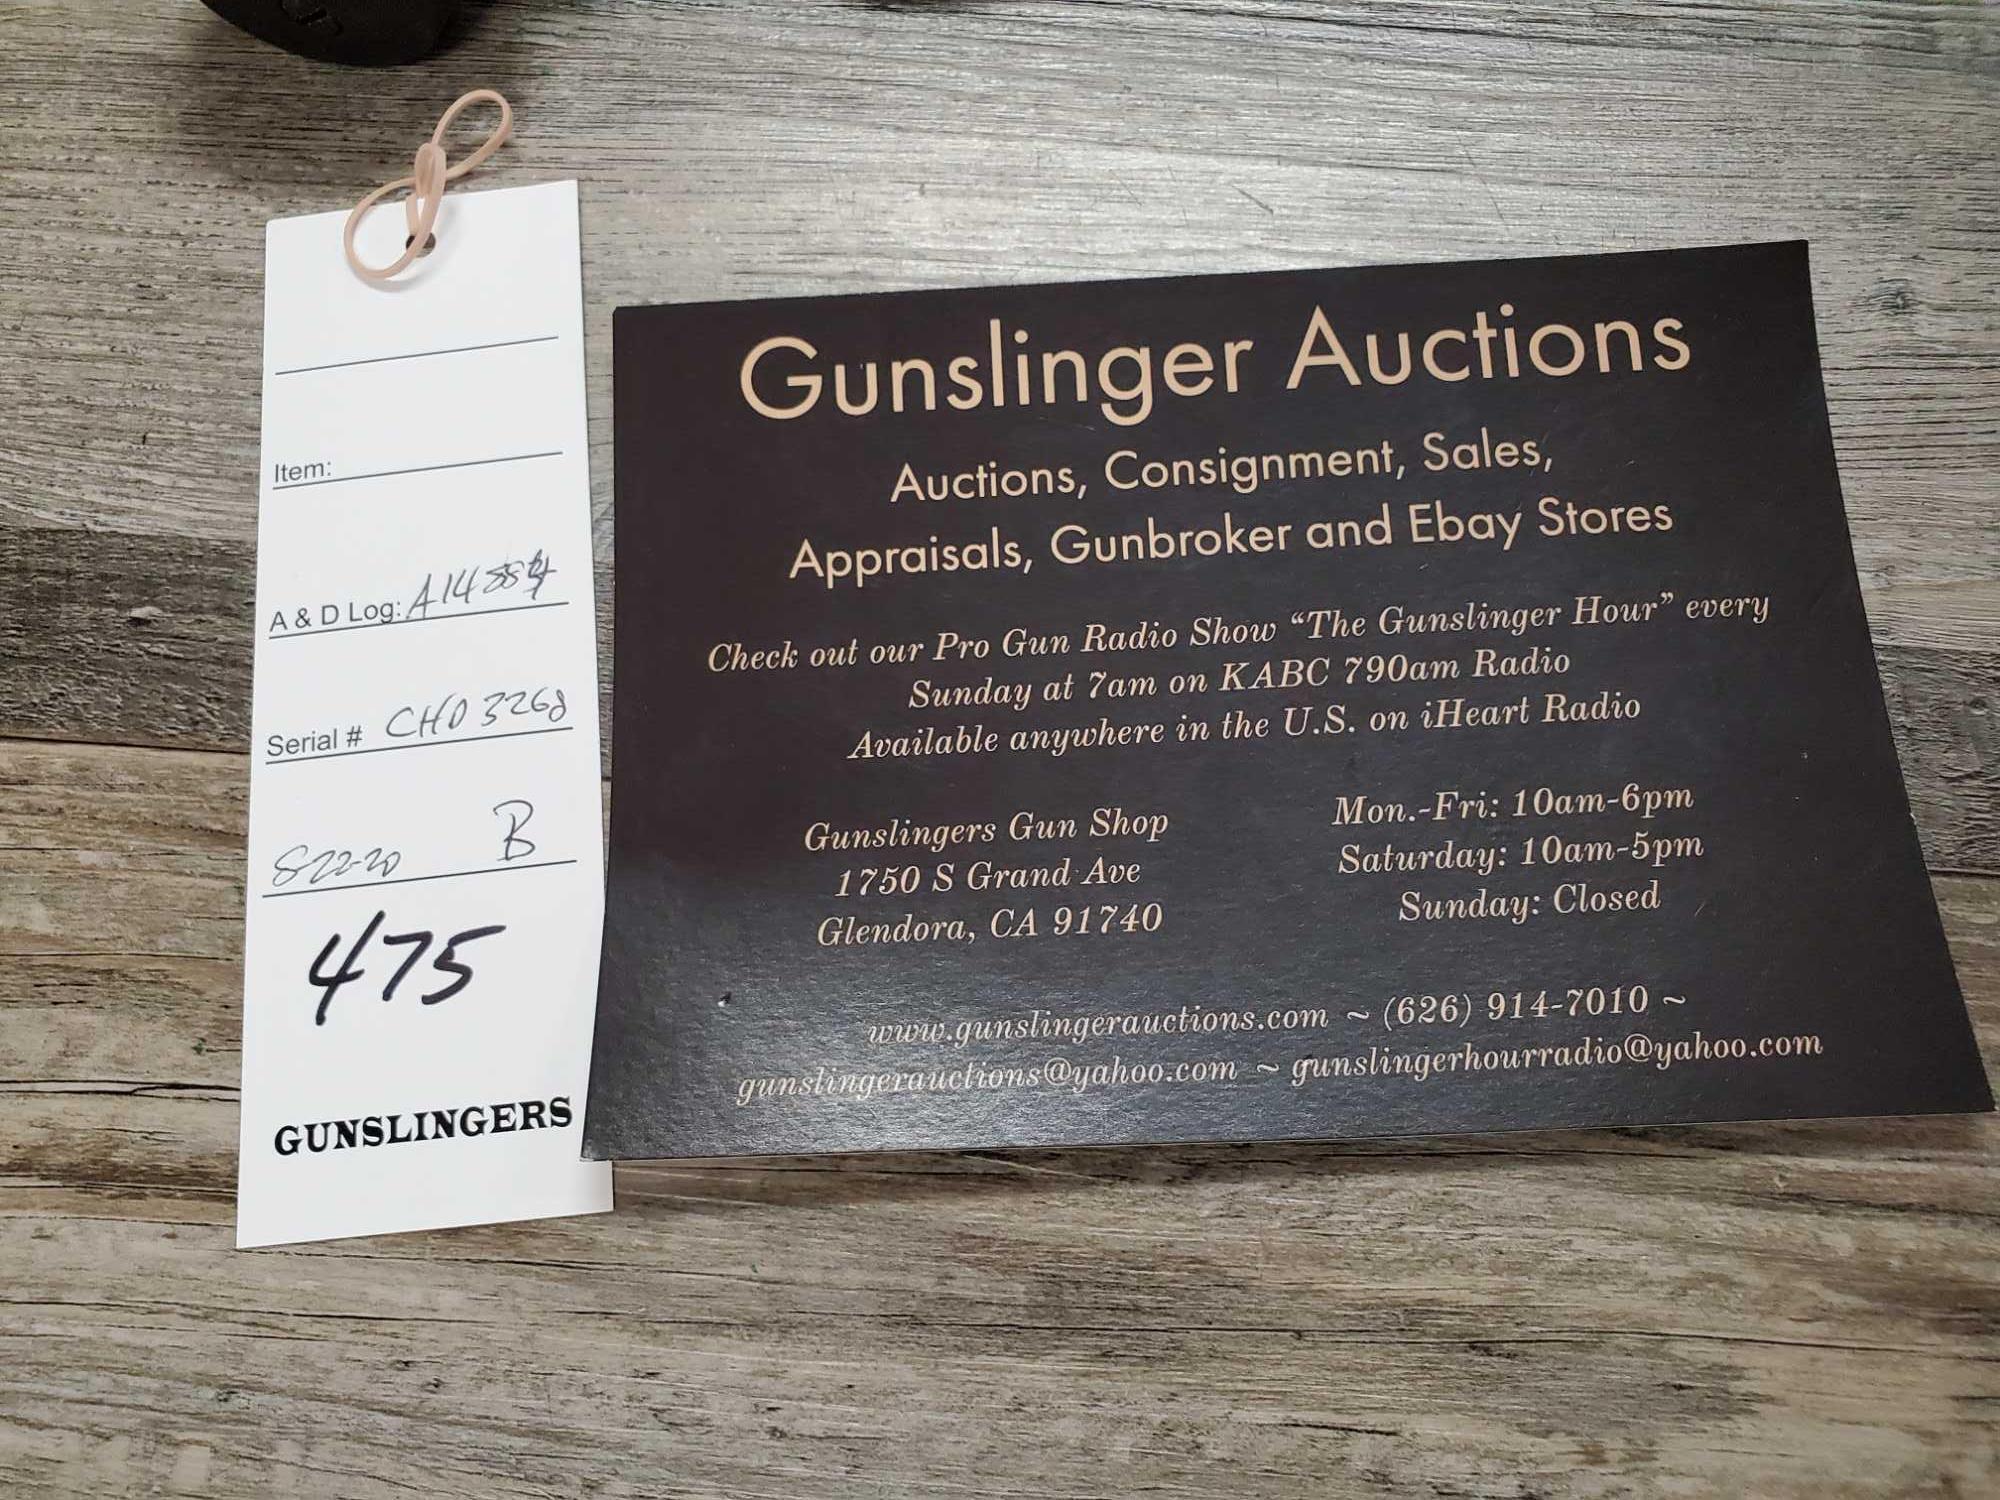 Item:
A & D Log:
Serial # CHD3268
8-22-20 B
475
GUNSLINGERS
Gunslinger Auctions
Auctions, Consignment, Sales,
Appraisals, Gunbroker and Ebay Stores
Check out our Pro Gun Radio Show “The Gunslinger Hour” every
Sunday at 7am on KABC 790am Radio
Available anywhere in the U.S. on iHeart Radio
Gunslingers Gun Shop
1750 S Grand Ave
Glendora, CA 91740
Mon.-Fri: 10am-6pm
Saturday: 10am-5pm
Sunday: Closed
www.gunslingerauctions.com ~ (626) 914-7010 ~
gunslingerauctions@yahoo.com ~ gunslingerhourradio@yahoo.com